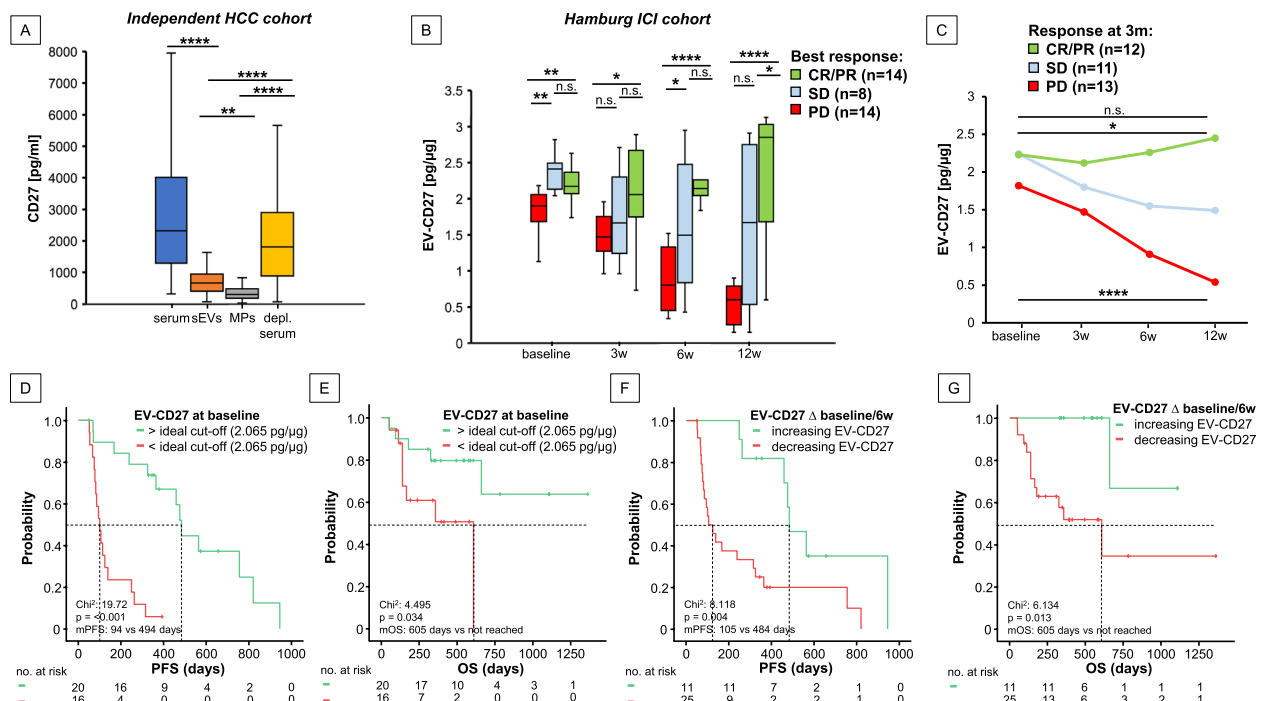 A
Independent HCC cohort
CD27 [pg/ml]
8000
7000
6000
5000
4000
3000
2000
1000
0
****
****
****
**
serum
sEVs
MPs
depl.
serum
B
Hamburg ICI cohort
Best response:
CR/PR (n=14)
SD (n=8)
PD (n=14)
EV-CD27 [pg/µg]
3.5
3
2.5
2
1.5
1
0.5
0
**
n.s.
**
*
n.s.
n.s.
****
n.s.
*
****
n.s.
*
baseline
3w
6w
12w
C
Response at 3m:
CR/PR (n=12)
SD (n=11)
PD (n=13)
EV-CD27 [pg/µg]
3
2.5
2
1.5
1
0.5
0
n.s.
*
****
baseline
3w
6w
12w
D
EV-CD27 at baseline
> ideal cut-off (2.065 pg/µg)
< ideal cut-off (2.065 pg/µg)
Probability
1.0
0.8
0.6
0.4
0.2
0
Chi²: 19.72
p = <0.001
mPFS: 94 vs 494 days
0 200 400 600 800 1000
PFS (days)
no. at risk
20 16 9 4 2 0
16 4 0 0 0 0
E
EV-CD27 at baseline
> ideal cut-off (2.065 pg/µg)
< ideal cut-off (2.065 pg/µg)
Probability
1.0
0.8
0.6
0.4
0.2
0
Chi²: 4.495
p = 0.034
mOS: 605 days vs not reached
0 250 500 750 1000 1250
OS (days)
no. at risk
20 17 10 4 3 1
16 7 2 0 0 0
F
EV-CD27 Δ baseline/6w
increasing EV-CD27
decreasing EV-CD27
Probability
1.0
0.8
0.6
0.4
0.2
0
Chi²: 8.118
p = 0.004
mPFS: 105 vs 484 days
0 200 400 600 800 1000
PFS (days)
no. at risk
11 11 7 2 1 0
25 9 2 2 1 0
G
EV-CD27 Δ baseline/6w
increasing EV-CD27
decreasing EV-CD27
Probability
1.0
0.8
0.6
0.4
0.2
0
Chi²: 6.134
p = 0.013
mOS: 605 days vs not reached
0 250 500 750 1000 1250
OS (days)
no. at risk
11 11 6 1 1 1
25 13 6 3 2 1